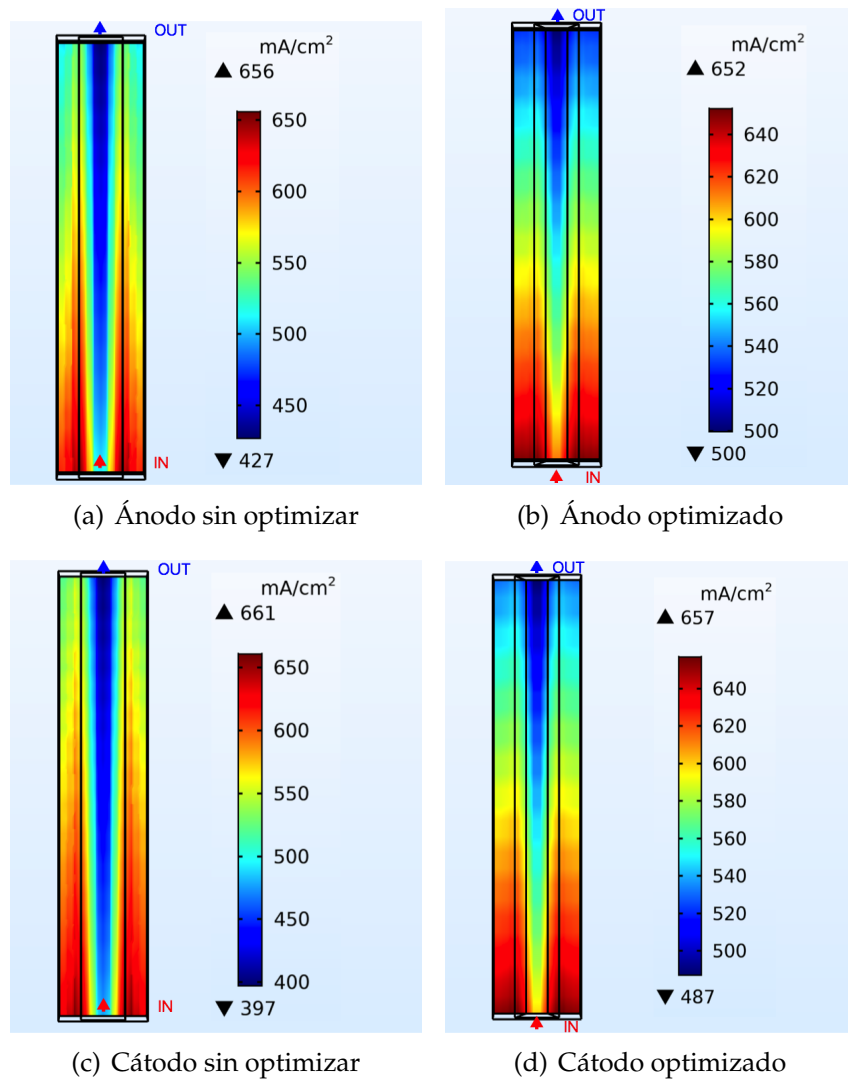 OUT
mA/cm²
▲ 656
650
600
550
500
450
IN
▼ 427
(a) Ánodo sin optimizar
OUT
mA/cm²
▲ 652
640
620
600
580
560
540
520
500
▼ 500
IN
(b) Ánodo optimizado
OUT
mA/cm²
▲ 661
650
600
550
500
450
400
IN
▼ 397
(c) Cátodo sin optimizar
OUT
mA/cm²
▲ 657
640
620
600
580
560
540
520
500
▼ 487
IN
(d) Cátodo optimizado